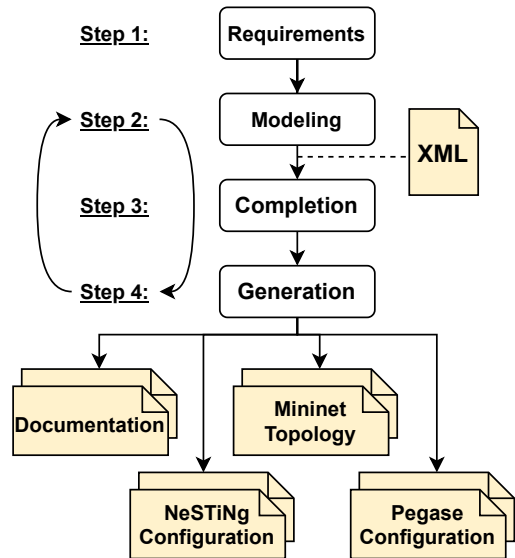 Step 1:
Requirements
Step 2:
Modeling
XML
Step 3:
Completion
Step 4:
Generation
Documentation
Mininet
Topology
NeSTiNg
Configuration
Pegase
Configuration